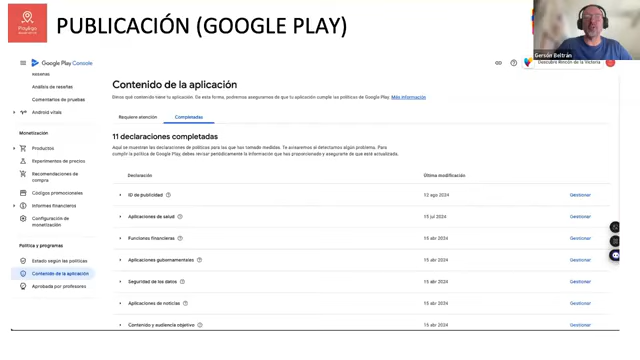 Play&go
PUBLICACIÓN (GOOGLE PLAY)
Gersón Beltrán
Google Play Console
Descubre Rincón de la Victoria
reseñas
Análisis de reseñas
Comentarios de pruebas
Android vitals
Monetización
Productos
Experimentos de precios
Recomendaciones de compra
Códigos promocionales
Informes financieros
Configuración de monetización
Política y programas
Estado según las políticas
Contenido de la aplicación
Aprobada por profesores
Contenido de la aplicación
Dinos qué contenido tiene tu aplicación. De esta forma, podremos asegurarnos de que tu aplicación cumple las políticas de Google Play. Más información
Requiere atención
Completadas
11 declaraciones completadas
Aquí se muestran las declaraciones de políticas para las que has tomado medidas. Te avisaremos si detectamos algún problema. Para
cumplir la política de Google Play, debes revisar periódicamente la información que has proporcionado y asegurarte de que esté actualizada.
Declaración
Última modificación
ID de publicidad
12 ago 2024
Gestionar
Aplicaciones de salud
15 jul 2024
Gestionar
Funciones financieras
15 abr 2024
Gestionar
Aplicaciones gubernamentales
15 abr 2024
Gestionar
Seguridad de los datos
15 abr 2024
Gestionar
Aplicaciones de noticias
15 abr 2024
Gestionar
Contenido y audiencia objetivo
15 abr 2024
Gestionar